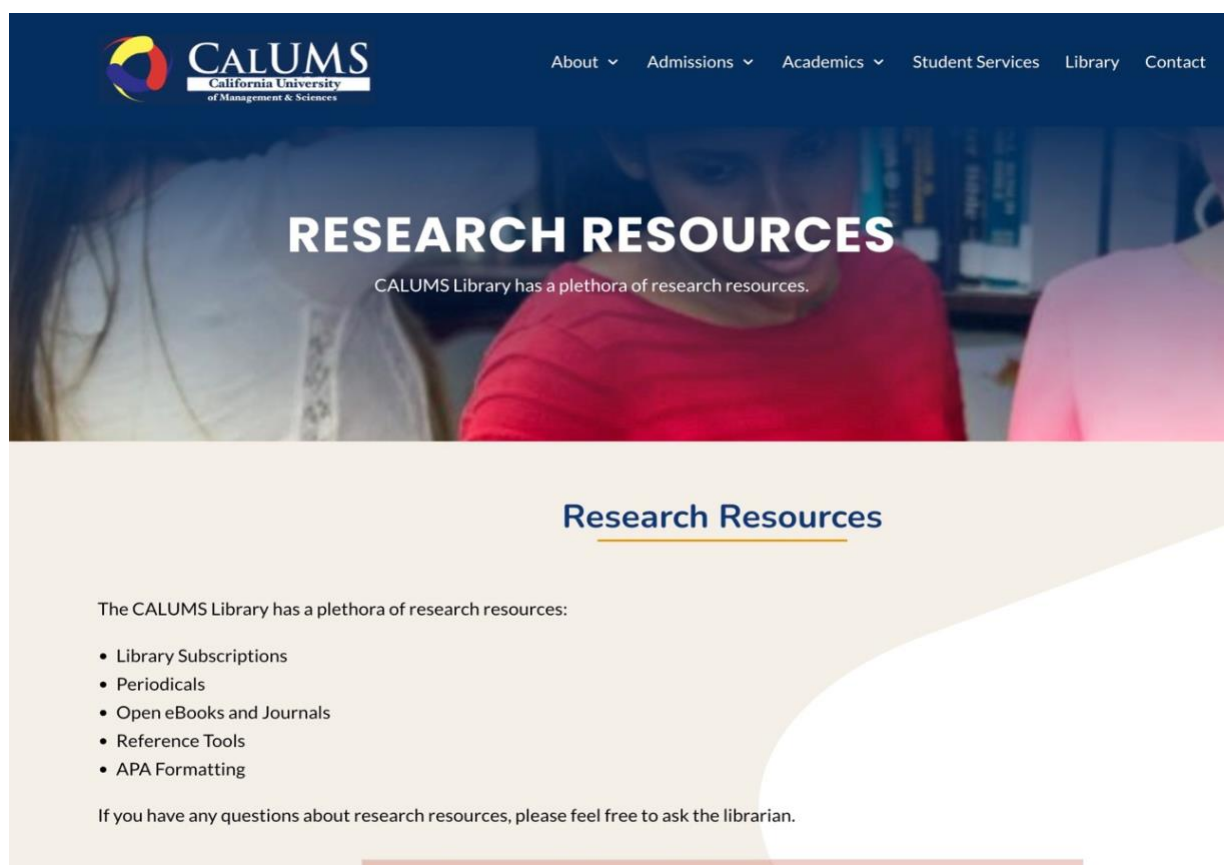 CALUMS
California University
of Management & Sciences
About Admissions Academics Student Services Library Contact
RESEARCH RESOURCES
CALUMS Library has a plethora of research resources.
Research Resources
The CALUMS Library has a plethora of research resources:
• Library Subscriptions
• Periodicals
• Open eBooks and Journals
• Reference Tools
• APA Formatting
If you have any questions about research resources, please feel free to ask the librarian.